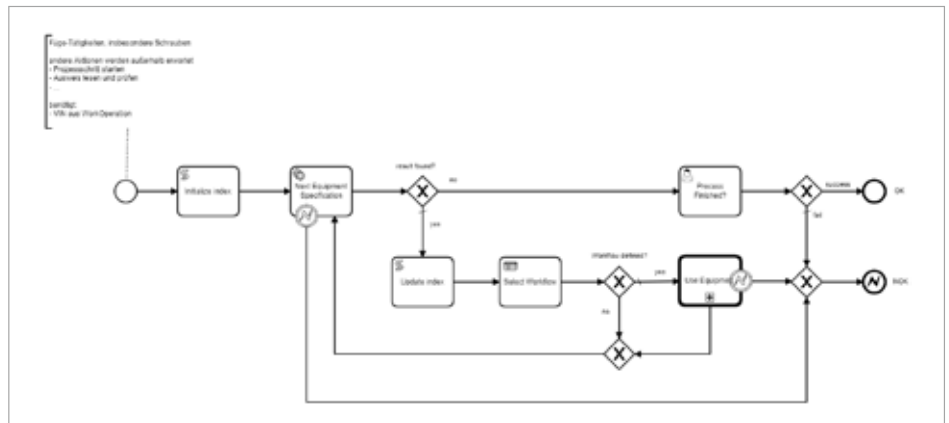 Füge-Tätigkeiten, insbesondere Schrauben
andere Aktionen werden außerhalb erwartet
- Prozessschritt starten
- Ausweis lesen und prüfen
- ...
benötigt:
- VIN aus WorkOperation
Initialize Index
Next Equipment
Specification
result found?
no
yes
Process
Finished?
success
OK
fail
Update Index
Select Workflow
Workflow defined?
yes
no
Use Equipment
NOK